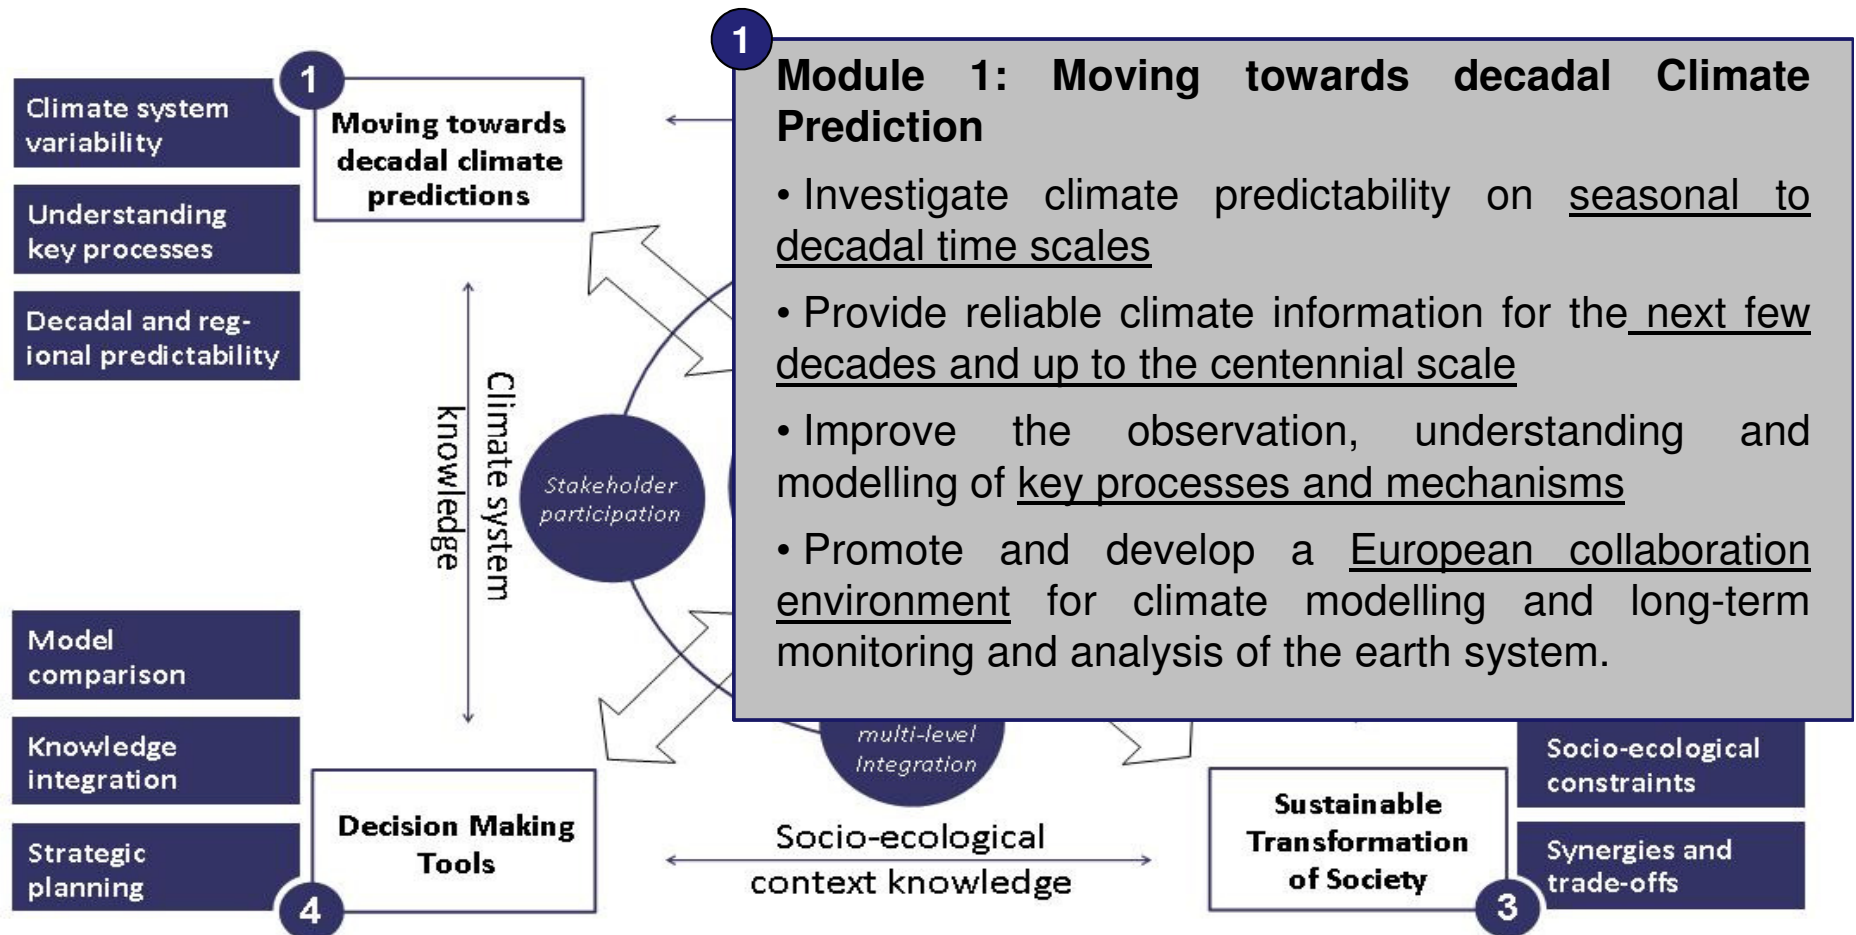 1
Climate system
variability
Understanding
key processes
Decadal and reg-
ional predictability
Moving towards
decadal climate
predictions
1
Module 1: Moving towards decadal Climate
Prediction
• Investigate climate predictability on seasonal to
decadal time scales
• Provide reliable climate information for the next few
decades and up to the centennial scale
• Improve the observation, understanding and
modelling of key processes and mechanisms
• Promote and develop a European collaboration
environment for climate modelling and long-term
monitoring and analysis of the earth system.
Climate system
knowledge
Stakeholder
participation
multi-level
Integration
Model
comparison
Knowledge
integration
Strategic
planning
Decision Making
Tools
4
Socio-ecological
context knowledge
Sustainable
Transformation
of Society
3
Socio-ecological
constraints
Synergies and
trade-offs